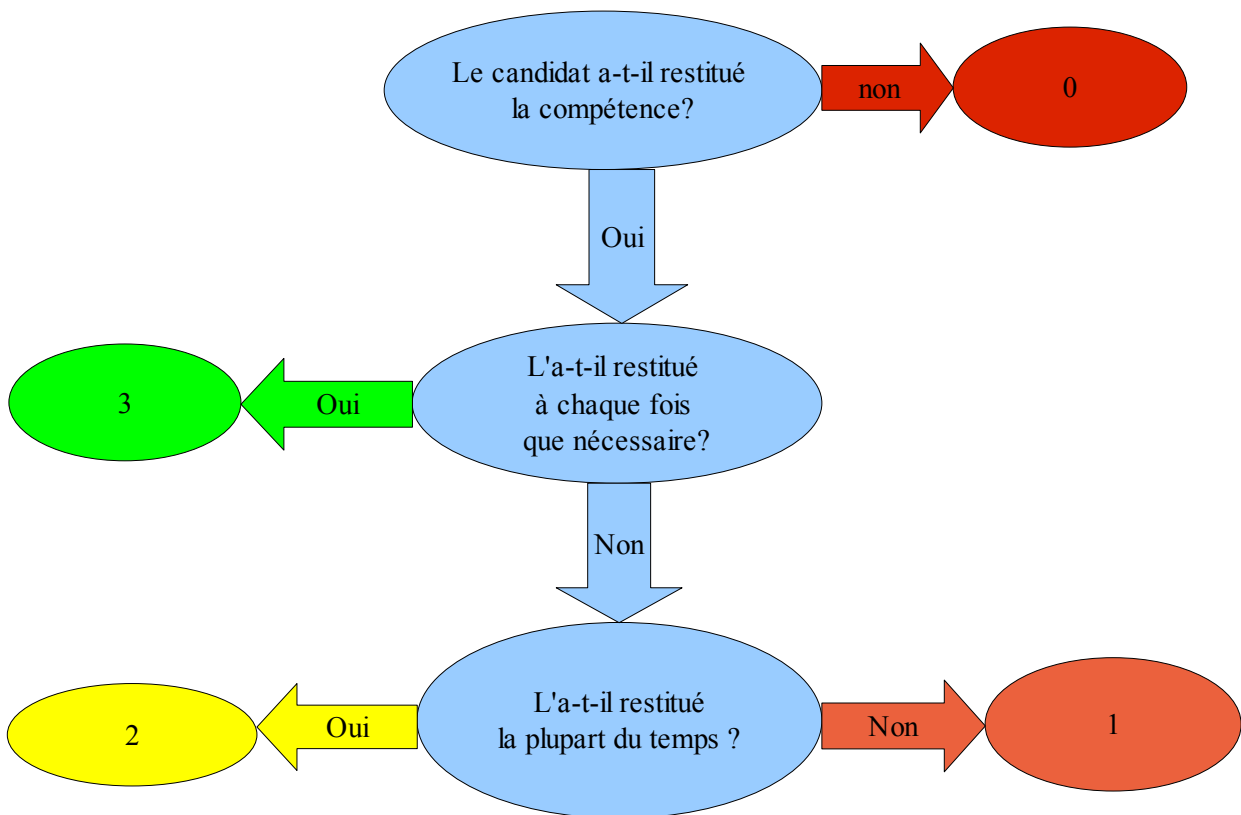 Le candidat a-t-il restitué
la compétence?
non
0
Oui
L'a-t-il restitué
à chaque fois
que nécessaire?
Oui
3
Non
L'a-t-il restitué
la plupart du temps ?
Oui
2
Non
1